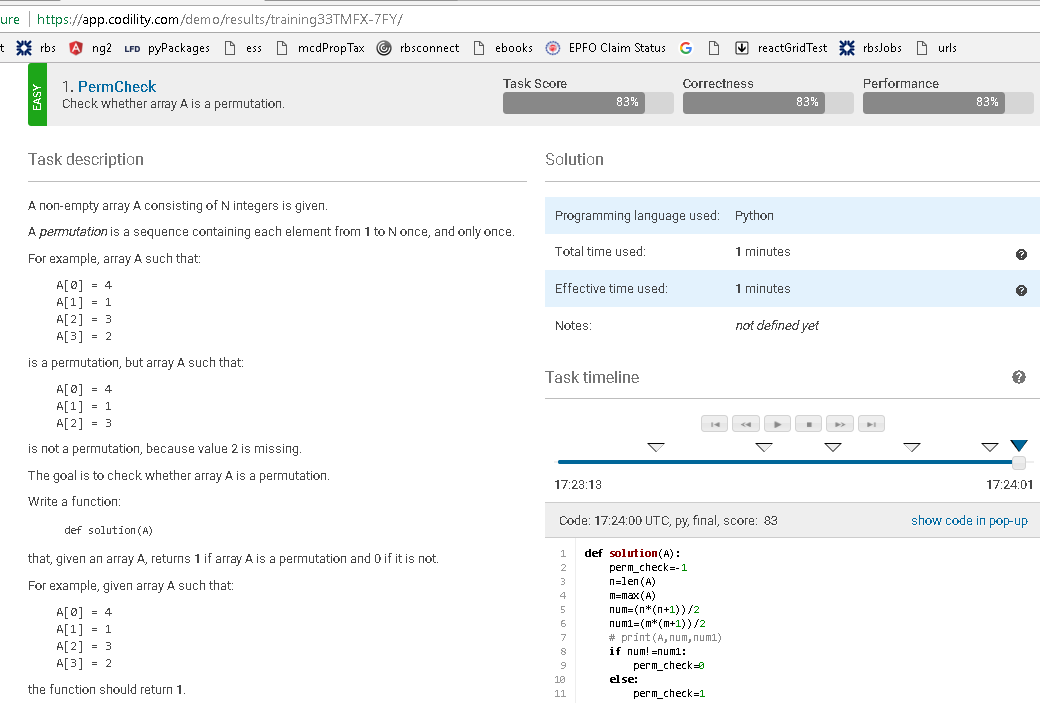 ure https://app.codility.com/demo/results/training33TMFX-7FY/
t rbs ng2 LFD pyPackages ess mcdPropTax rbsconnect ebooks EPFO Claim Status reactGridTest rbsJobs urls
EASY
1. PermCheck
Check whether array A is a permutation.
Task Score Correctness Performance
83% 83% 83%
Task description
A non-empty array A consisting of N integers is given.
A permutation is a sequence containing each element from 1 to N once, and only once.
For example, array A such that:
A[0] = 4
A[1] = 1
A[2] = 3
A[3] = 2
is a permutation, but array A such that:
A[0] = 4
A[1] = 1
A[2] = 3
is not a permutation, because value 2 is missing.
The goal is to check whether array A is a permutation.
Write a function:
def solution(A)
that, given an array A, returns 1 if array A is a permutation and 0 if it is not.
For example, given array A such that:
A[0] = 4
A[1] = 1
A[2] = 3
A[3] = 2
the function should return 1.
Solution
Programming language used: Python
Total time used: 1 minutes
Effective time used: 1 minutes
Notes: not defined yet
Task timeline
17:23:13 17:24:01
Code: 17:24:00 UTC, py, final, score: 83 show code in pop-up
1 def solution(A):
2 perm_check=-1
3 n=len(A)
4 m=max(A)
5 num=(n*(n+1))/2
6 num1=(m*(m+1))/2
7 # print(A,num,num1)
8 if num!=num1:
9 perm_check=0
10 else:
11 perm_check=1